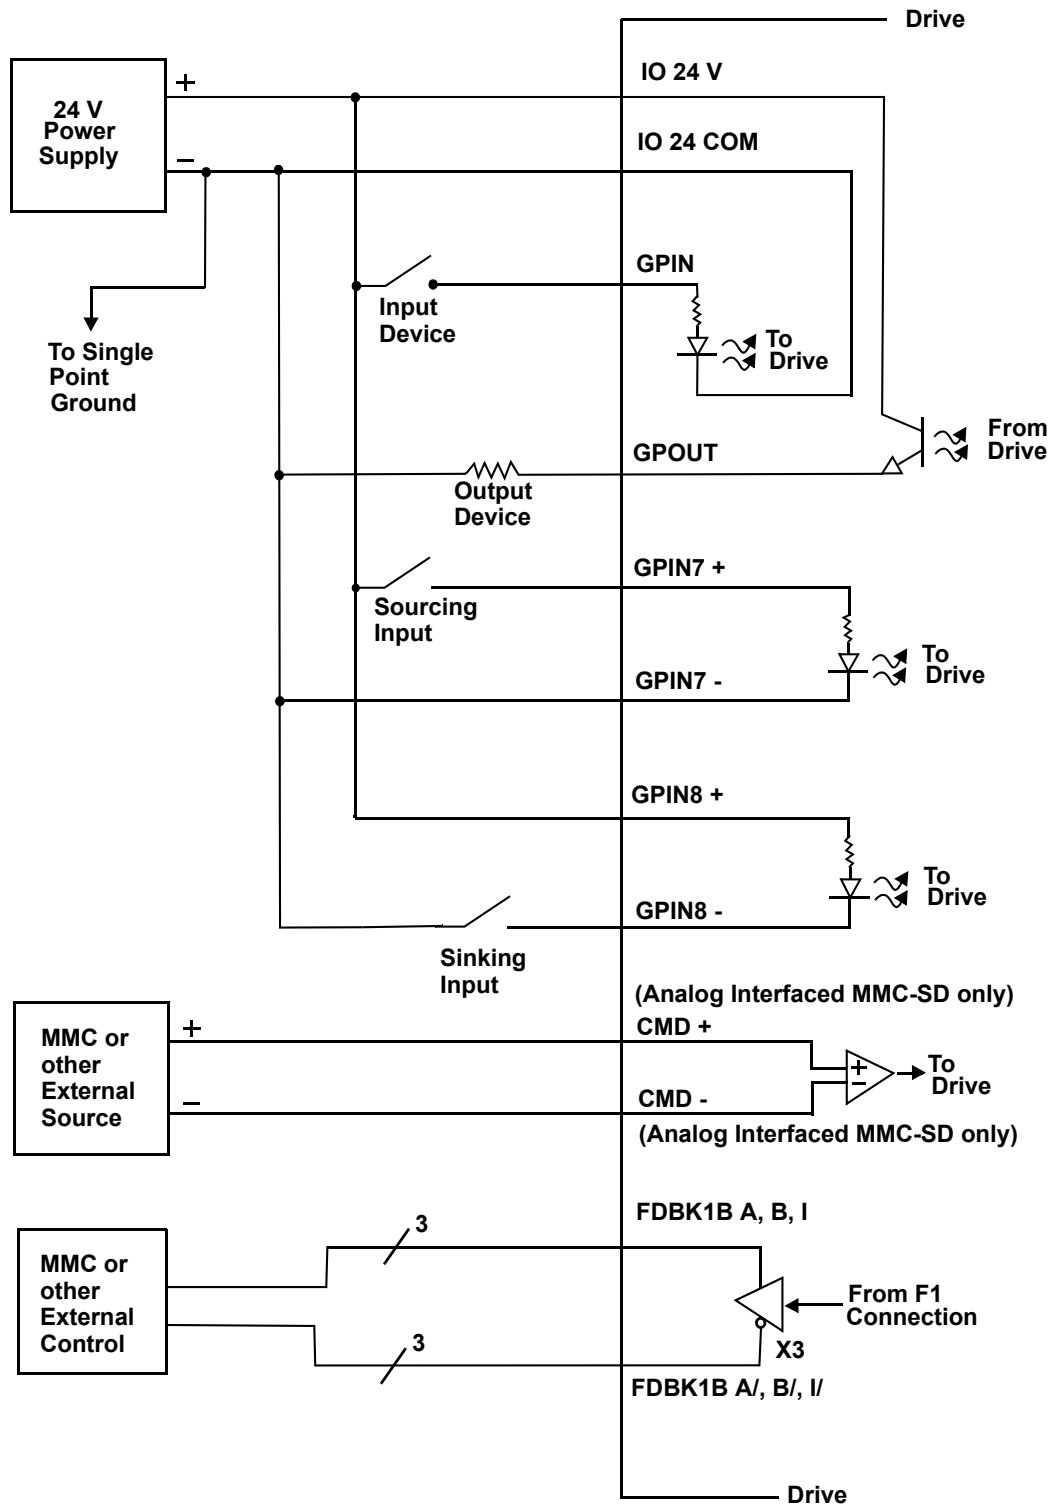 Drive
IO 24 V
+
24 V
Power
Supply
IO 24 COM
−
GPIN
Input
Device
To
Drive
To Single
Point
Ground
From
Drive
GPOUT
Output
Device
GPIN7 +
Sourcing
Input
To
Drive
GPIN7 -
GPIN8 +
To
Drive
GPIN8 -
Sinking
Input
(Analog Interfaced MMC-SD only)
CMD +
+
MMC or
other
External
Source
−
+
−
To
Drive
CMD -
(Analog Interfaced MMC-SD only)
FDBK1B A, B, I
3
MMC or
other
External
Control
From F1
Connection
3
X3
FDBK1B A/, B/, I/
Drive